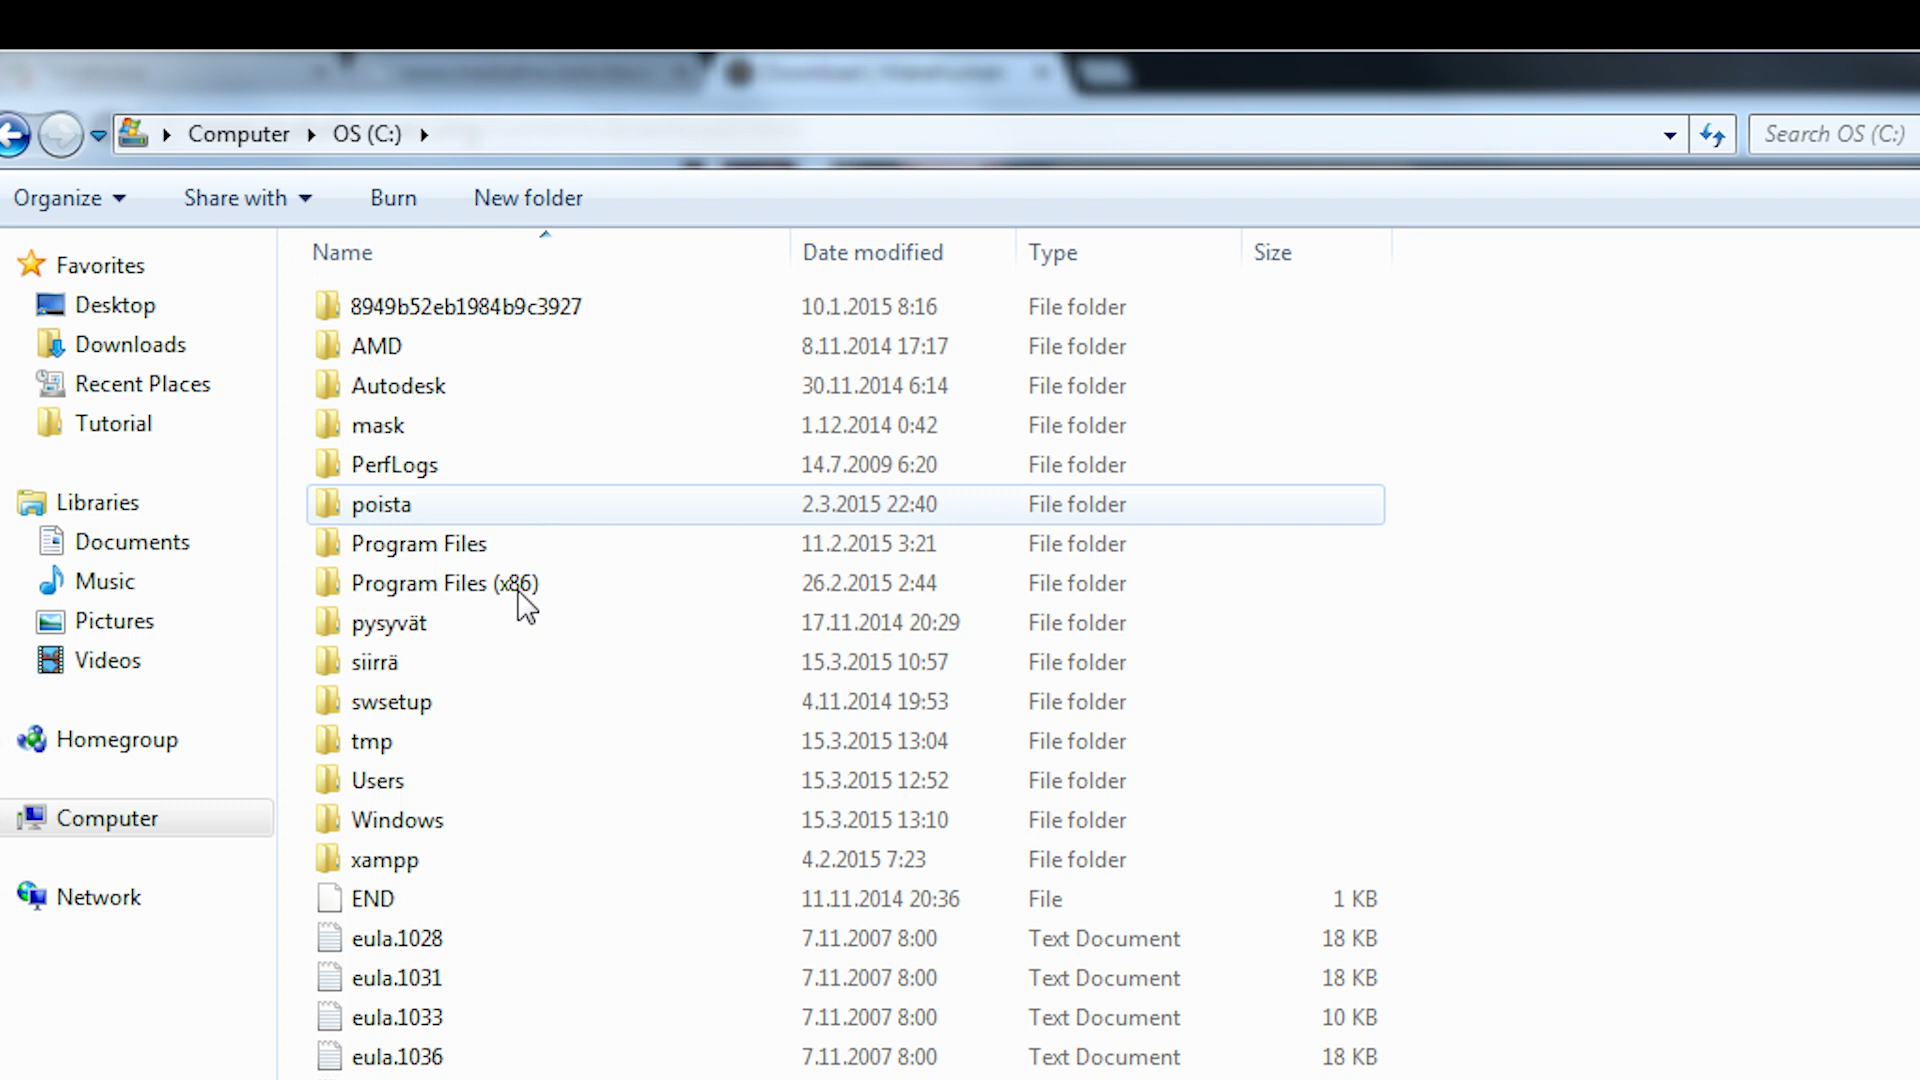 Computer OS (C:) Search OS (C:)
Organize Share with Burn New folder
Name Date modified Type Size
Favorites
Desktop
Downloads
Recent Places
Tutorial
Libraries
Documents
Music
Pictures
Videos
Homegroup
Computer
Network
8949b52eb1984b9c3927 10.1.2015 8:16 File folder
AMD 8.11.2014 17:17 File folder
Autodesk 30.11.2014 6:14 File folder
mask 1.12.2014 0:42 File folder
PerfLogs 14.7.2009 6:20 File folder
poista 2.3.2015 22:40 File folder
Program Files 11.2.2015 3:21 File folder
Program Files (x86) 26.2.2015 2:44 File folder
pysyvät 17.11.2014 20:29 File folder
siirrä 15.3.2015 10:57 File folder
swsetup 4.11.2014 19:53 File folder
tmp 15.3.2015 13:04 File folder
Users 15.3.2015 12:52 File folder
Windows 15.3.2015 13:10 File folder
xampp 4.2.2015 7:23 File folder
END 11.11.2014 20:36 File 1 KB
eula.1028 7.11.2007 8:00 Text Document 18 KB
eula.1031 7.11.2007 8:00 Text Document 18 KB
eula.1033 7.11.2007 8:00 Text Document 10 KB
eula.1036 7.11.2007 8:00 Text Document 18 KB